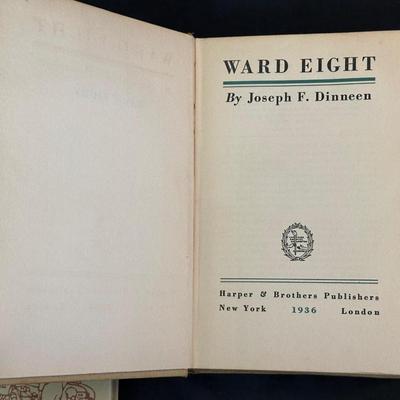 WARD EIGHT
By Joseph F. Dinneen
Harper & Brothers Publishers
New York 1936 London